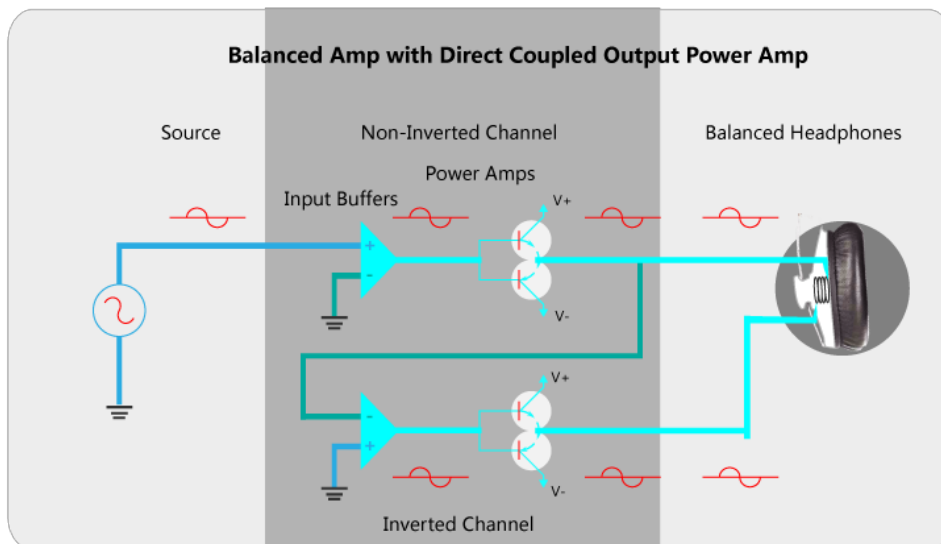 Balanced Amp with Direct Coupled Output Power Amp
Source
Non-Inverted Channel
Balanced Headphones
Power Amps
Input Buffers
V+
+
-
V-
V+
-
+
V-
Inverted Channel